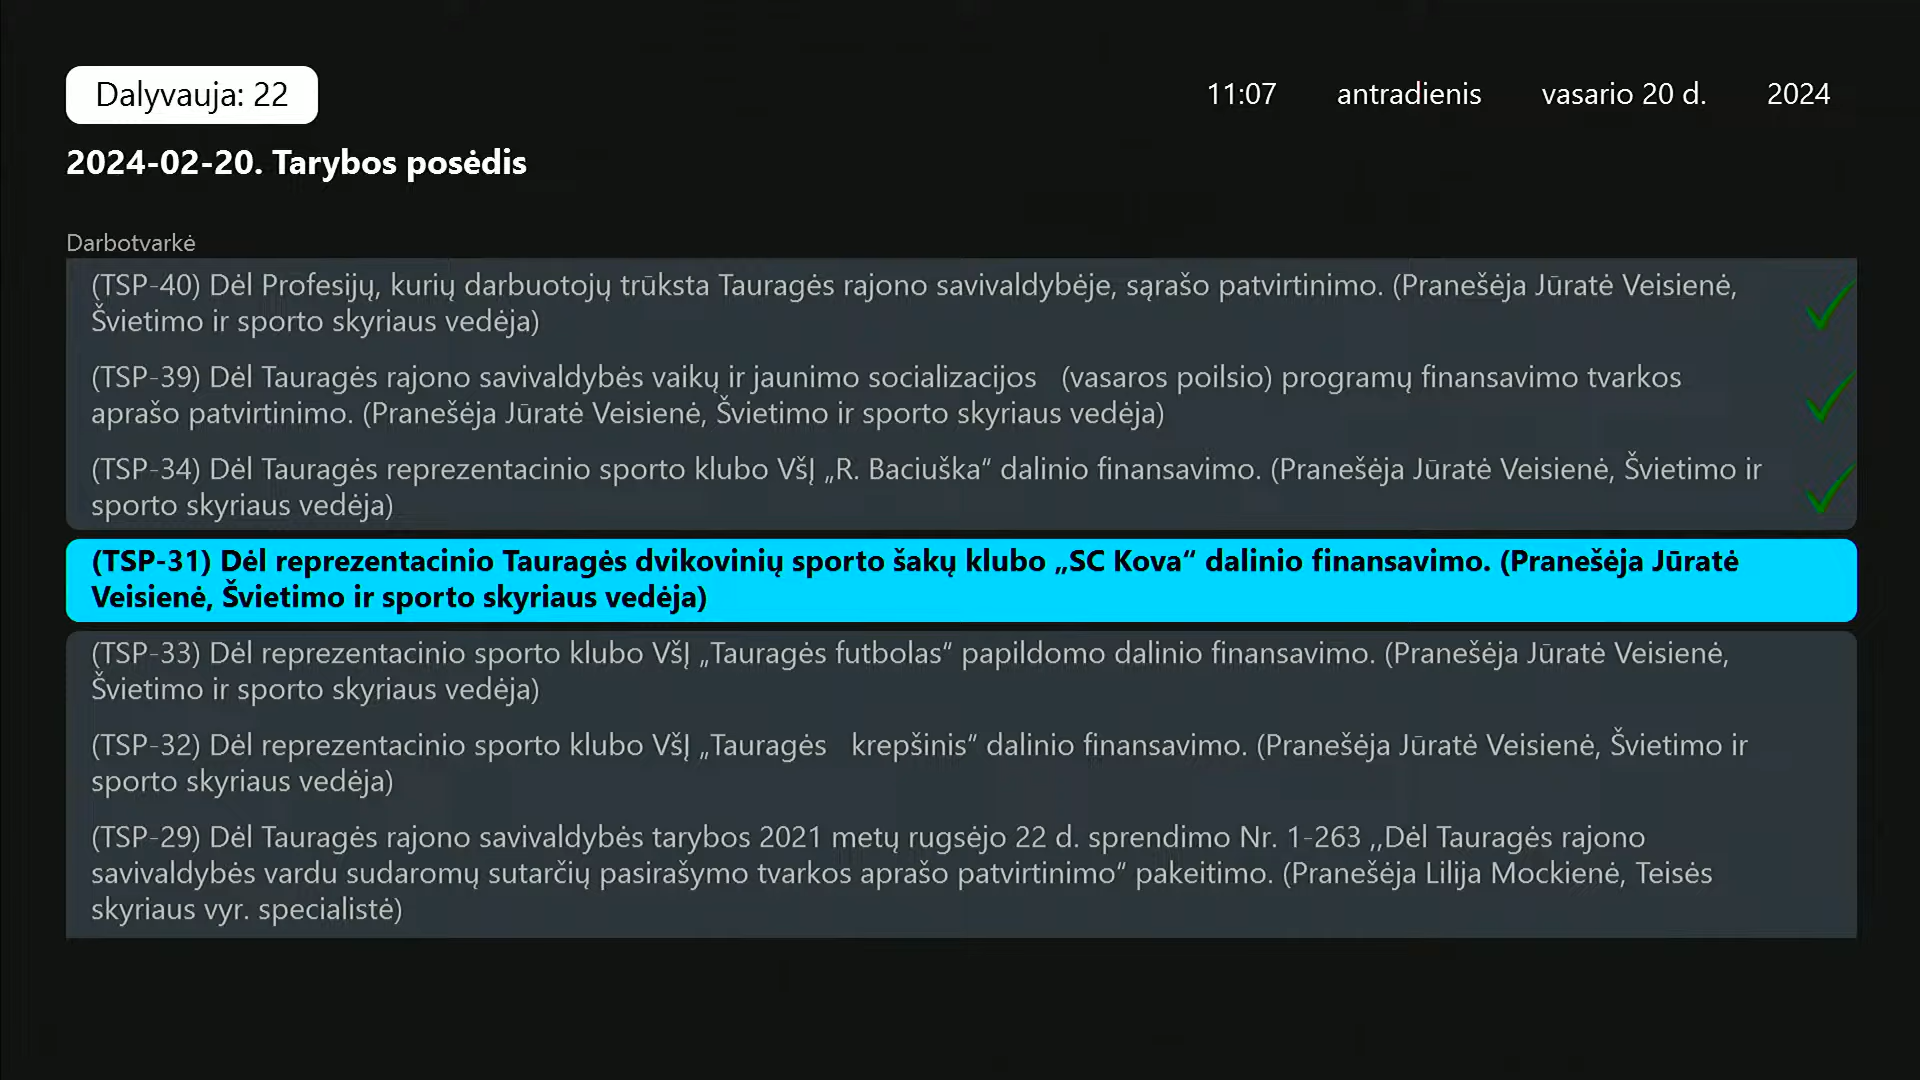 Dalyvauja: 22
11:07 antradienis vasario 20 d. 2024
2024-02-20. Tarybos posėdis
Darbotvarkė
(TSP-40) Dėl Profesijų, kurių darbuotojų trūksta Tauragės rajono savivaldybėje, sąrašo patvirtinimo. (Pranešėja Jūratė Veisienė,
Švietimo ir sporto skyriaus vedėja)
(TSP-39) Dėl Tauragės rajono savivaldybės vaikų ir jaunimo socializacijos   (vasaros poilsio) programų finansavimo tvarkos
aprašo patvirtinimo. (Pranešėja Jūratė Veisienė, Švietimo ir sporto skyriaus vedėja)
(TSP-34) Dėl Tauragės reprezentacinio sporto klubo VšĮ „R. Baciuška“ dalinio finansavimo. (Pranešėja Jūratė Veisienė, Švietimo ir
sporto skyriaus vedėja)
(TSP-31) Dėl reprezentacinio Tauragės dvikovinių sporto šakų klubo „SC Kova“ dalinio finansavimo. (Pranešėja Jūratė
Veisienė, Švietimo ir sporto skyriaus vedėja)
(TSP-33) Dėl reprezentacinio sporto klubo VšĮ „Tauragės futbolas“ papildomo dalinio finansavimo. (Pranešėja Jūratė Veisienė,
Švietimo ir sporto skyriaus vedėja)
(TSP-32) Dėl reprezentacinio sporto klubo VšĮ „Tauragės   krepšinis“ dalinio finansavimo. (Pranešėja Jūratė Veisienė, Švietimo ir
sporto skyriaus vedėja)
(TSP-29) Dėl Tauragės rajono savivaldybės tarybos 2021 metų rugsėjo 22 d. sprendimo Nr. 1-263 ,,Dėl Tauragės rajono
savivaldybės vardu sudaromų sutarčių pasirašymo tvarkos aprašo patvirtinimo“ pakeitimo. (Pranešėja Lilija Mockienė, Teisės
skyriaus vyr. specialistė)